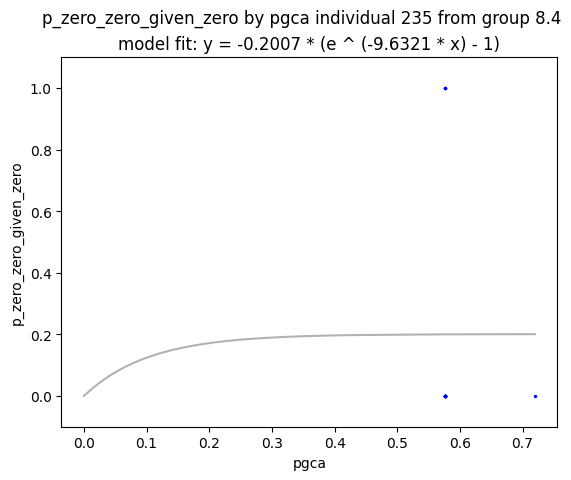 p_zero_zero_given_zero by pgca individual 235 from group 8.4
model fit: y = -0.2007 * (e ^ (-9.6321 * x) - 1)
1.0
0.8
0.6
0.4
0.2
0.0
p_zero_zero_given_zero
0.0 0.1 0.2 0.3 0.4 0.5 0.6 0.7
pgca